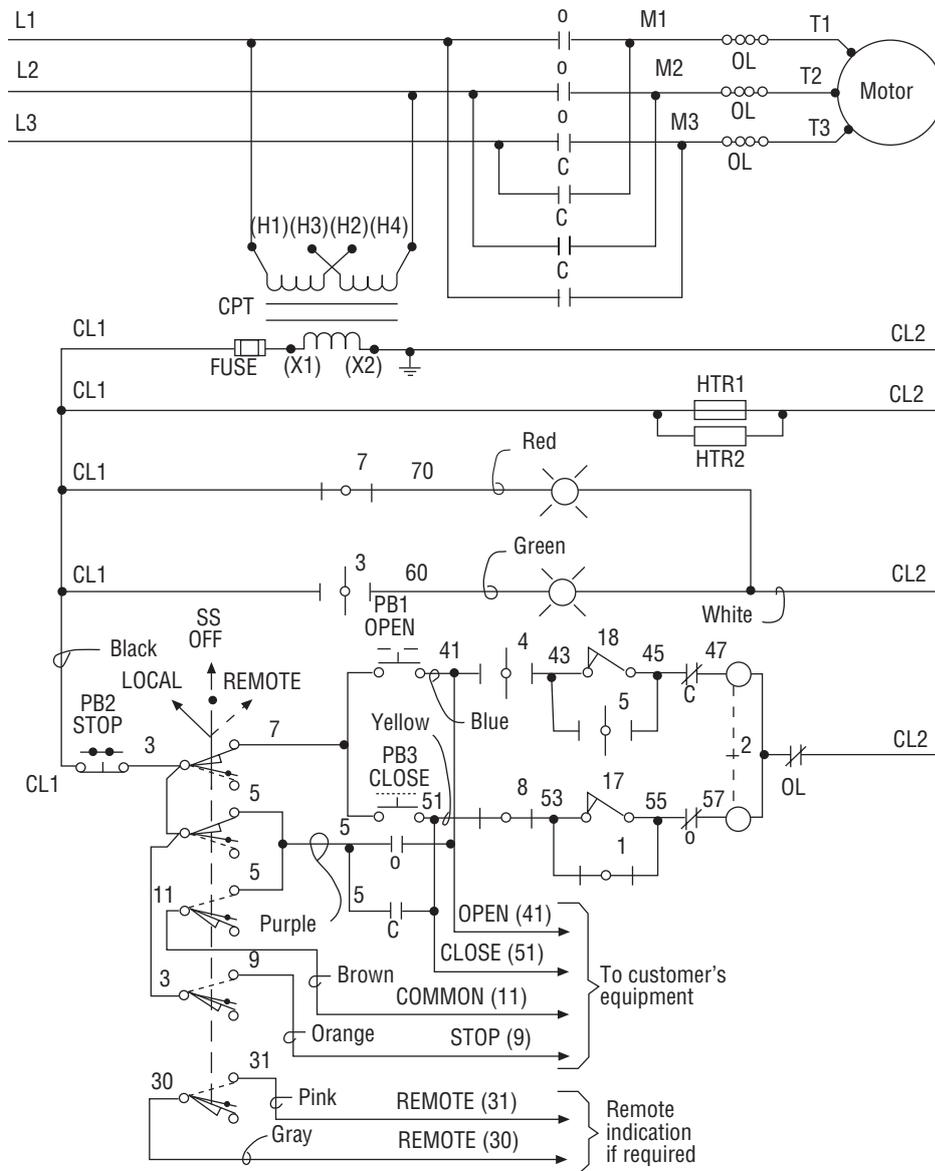 L1
o
M1
T1
OL
L2
o
M2
T2
OL
Motor
L3
o
M3
T3
OL
C
C
C
(H1)(H3)(H2)(H4)
CPT
CL1
FUSE
(X1)
(X2)
CL2
CL1
HTR1
CL2
HTR2
CL1
7
70
Red
CL1
3
60
Green
CL2
White
Black
SS
OFF
LOCAL
REMOTE
PB1
OPEN
41
4
43
18
45
47
C
5
Blue
Yellow
PB2
STOP
3
7
CL1
PB3
CLOSE
51
8
53
17
55
57
o
1
2
OL
CL2
5
5
o
5
5
C
11
Purple
OPEN (41)
CLOSE (51)
Brown
COMMON (11)
To customer's
equipment
3
9
Orange
STOP (9)
30
31
Pink
REMOTE (31)
Gray
REMOTE (30)
Remote
indication
if required